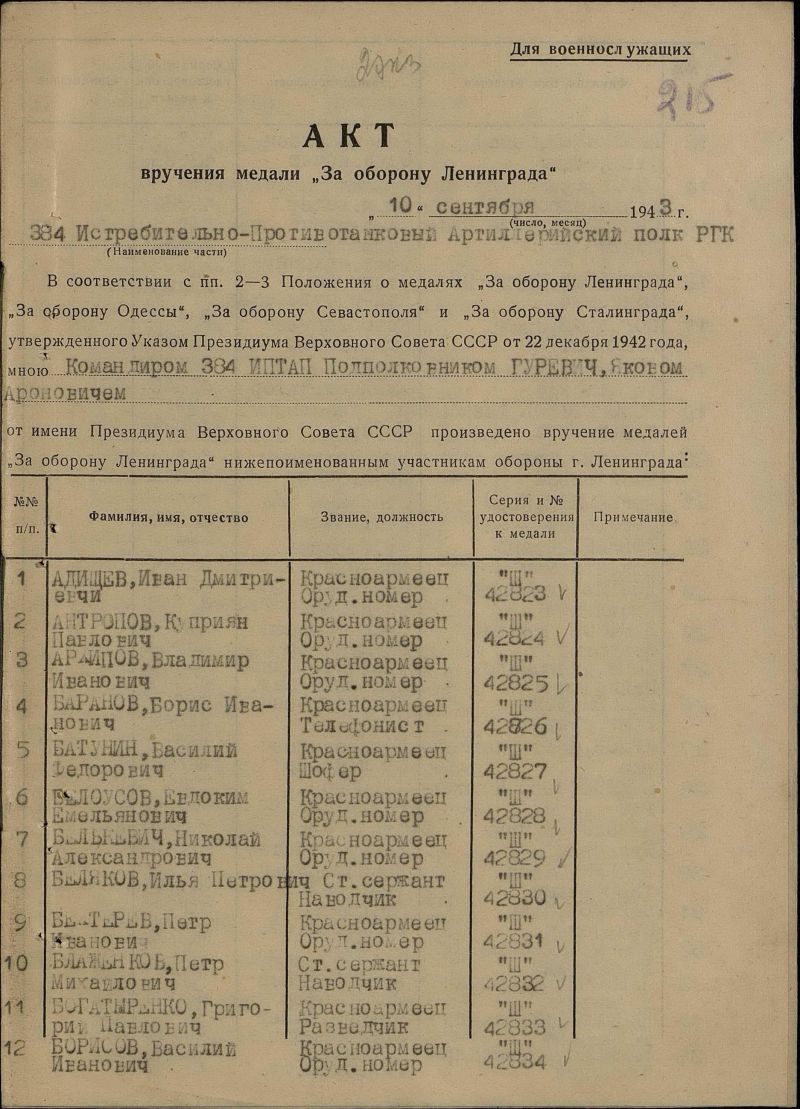 Для военнослужащих
215
АКТ
вручения медали „За оборону Ленинграда“
„ 10 “ сентября 1943 г.
(число, месяц)
384 Истребительно-Противотанковый Артиллерийский полк РГК
(Наименование части)
В соответствии с пп. 2—3 Положения о медалях „За оборону Ленинграда“,
„За оборону Одессы“, „За оборону Севастополя“ и „За оборону Сталинграда“,
утвержденного Указом Президиума Верховного Совета СССР от 22 декабря 1942 года,
мною Командиром 384 ИПТАП Подполковником ГУРЕВИЧ, Яковом
Ароновичем
от имени Президиума Верховного Совета СССР произведено вручение медалей
„За оборону Ленинграда“ нижепоименованным участникам обороны г. Ленинграда:
№№ п/п. Фамилия, имя, отчество Звание, должность Серия и № удостоверения к медали Примечание
1 АДИЩЕВ,Иван Дмитри- Красноармеец "Щ"
евчи Оруд.номер 42823
2 АНТРОПОВ,Куприян Красноармеец "Щ"
Павлович Оруд.номер 42824
3 АРХИПОВ,Владимир Красноармеец "Щ"
Иванович Оруд.номер 42825
4 БАРАНОВ,Борис Ива- Красноармеец "Щ"
нович Телефонист 42826
5 БАТУНИН,Василий Красноармеец "Щ"
Федорович Шофер 42827
6 БЕЛОУСОВ,Евдоким Красноармеец "Щ"
Емельянович Оруд.номер 42828
7 Николай Красноармеец "Щ"
Александрович Оруд.номер 42829
8 БЕЛЯКОВ,Илья Петрович Ст.сержант "Щ"
Наводчик 42830
9 Петр Красноармеец "Щ"
Иванови Оруд.номер 42831
10 Петр Ст.сержант "Щ"
Михайлович Наводчик 42832
11 БОГАТЫРЕНКО,Григо- Красноармеец "Щ"
рий Павлович Разведчик 42833
12 БОРИСОВ,Василий Красноармеец "Щ"
Иванович Оруд.номер 42834